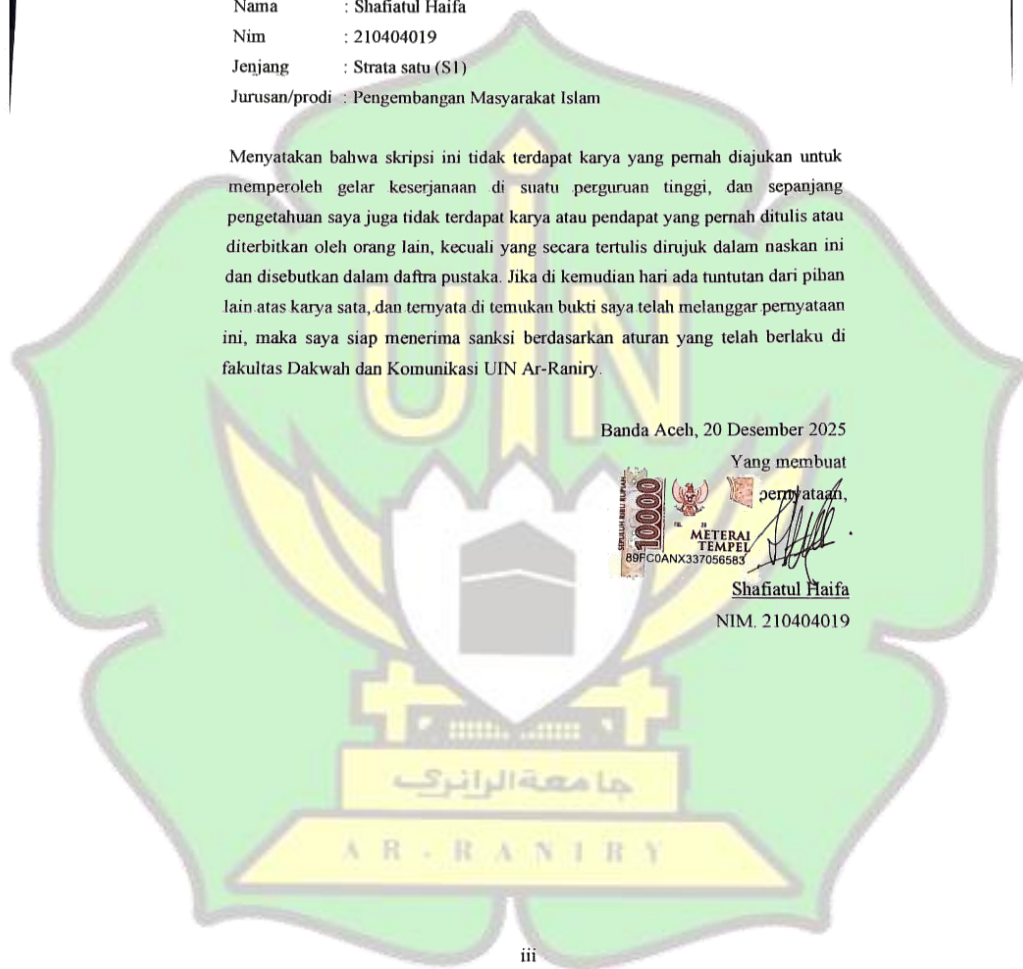 Nama : Shafiatul Haifa
Nim : 210404019
Jenjang : Strata satu (S1)
Jurusan/prodi : Pengembangan Masyarakat Islam
Menyatakan bahwa skripsi ini tidak terdapat karya yang pernah diajukan untuk
memperoleh gelar keserjanaan di suatu perguruan tinggi, dan sepanjang
pengetahuan saya juga tidak terdapat karya atau pendapat yang pernah ditulis atau
diterbitkan oleh orang lain, kecuali yang secara tertulis dirujuk dalam naskan ini
dan disebutkan dalam daftra pustaka. Jika di kemudian hari ada tuntutan dari pihan
lain atas karya sata, dan ternyata di temukan bukti saya telah melanggar pernyataan
ini, maka saya siap menerima sanksi berdasarkan aturan yang telah berlaku di
fakultas Dakwah dan Komunikasi UIN Ar-Raniry.
UIN
Banda Aceh, 20 Desember 2025
Yang membuat
pernyataan,
SEPULUH RIBU RUPIAH
10000
METERAI
TEMPEL
89FC0ANX337056583
Shafiatul Haifa
NIM. 210404019
جامعة الرانري
AR-RANIRY
iii